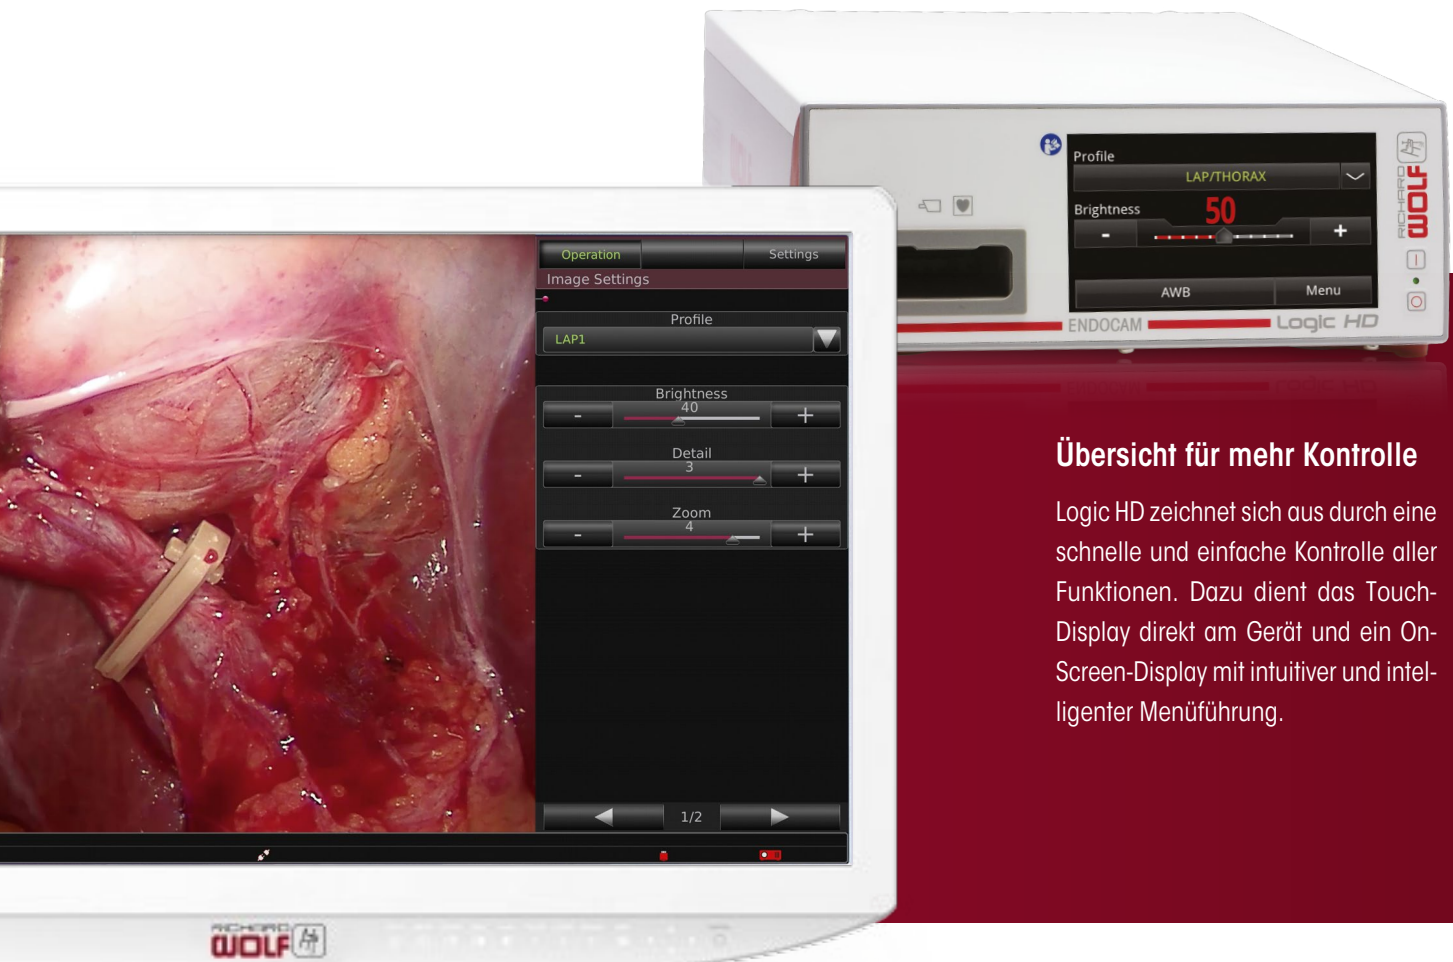 Profile
LAP/THORAX
Brightness
50
-
+
AWB
Menu
RICHARD
WOLF
ENDOCAM
Logic HD
Operation
Settings
Image Settings
Profile
LAP1
Brightness
40
-
+
Detail
3
-
+
Zoom
4
-
+
1/2
RICHARD
WOLF
Übersicht für mehr Kontrolle
Logic HD zeichnet sich aus durch eine
schnelle und einfache Kontrolle aller
Funktionen. Dazu dient das Touch-
Display direkt am Gerät und ein On-
Screen-Display mit intuitiver und intel-
ligenter Menüführung.